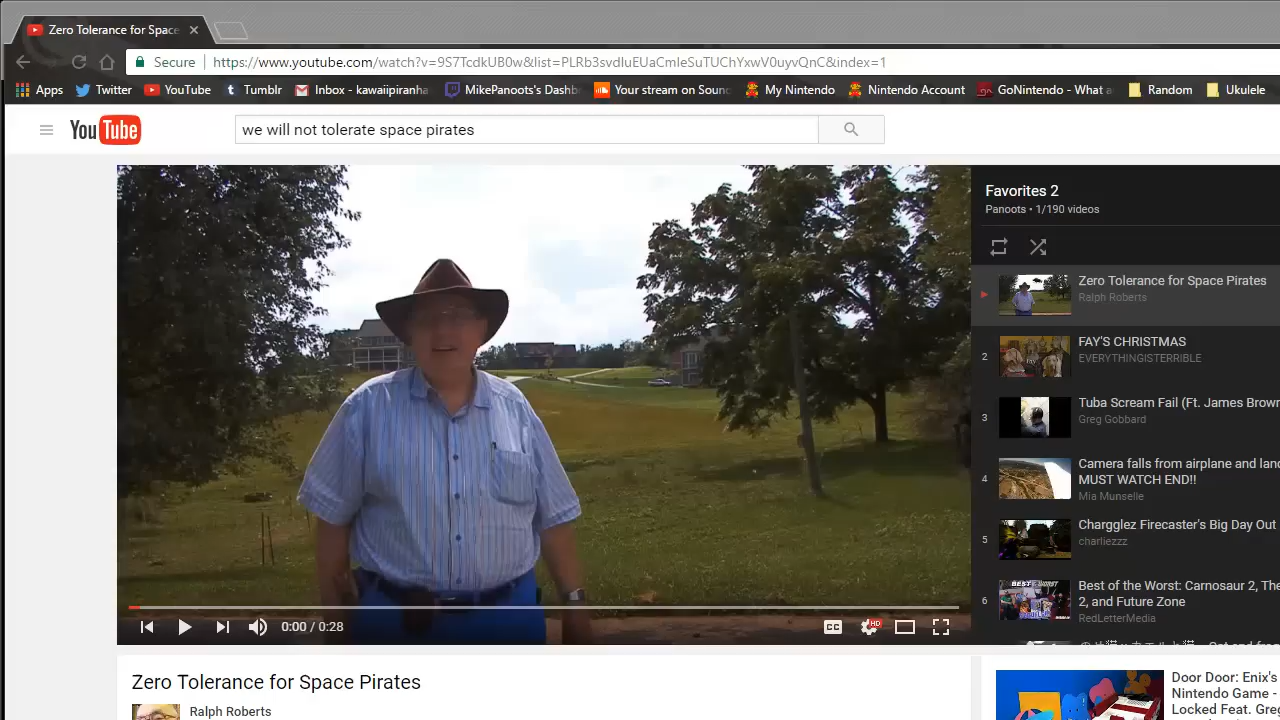 Zero Tolerance for Space
Secure
https://www.youtube.com/watch?v=9S7TcdkUB0w&list=PLRb3svdIuEUaCmIeSuTUChYxwV0uyvQnC&index=1
Apps Twitter YouTube Tumblr Inbox - kawaiipiranha MikePanoots's Dashb Your stream on Soun My Nintendo Nintendo Account GoNintendo - What a Random Ukulele
YouTube
we will not tolerate space pirates
Favorites 2
Panoots • 1/190 videos
Zero Tolerance for Space Pirates
Ralph Roberts
2
FAY'S CHRISTMAS
EVERYTHINGISTERRIBLE
3
Tuba Scream Fail (Ft. James Brown
Greg Gobbard
4
Camera falls from airplane and land
MUST WATCH END!!
Mia Munselle
5
Chargglez Firecaster's Big Day Out
charliezzz
6
Best of the Worst: Carnosaur 2, The
2, and Future Zone
RedLetterMedia
0:00 / 0:28
CC
HD
Zero Tolerance for Space Pirates
Ralph Roberts
Door Door: Enix's
Nintendo Game -
Locked Feat. Greg